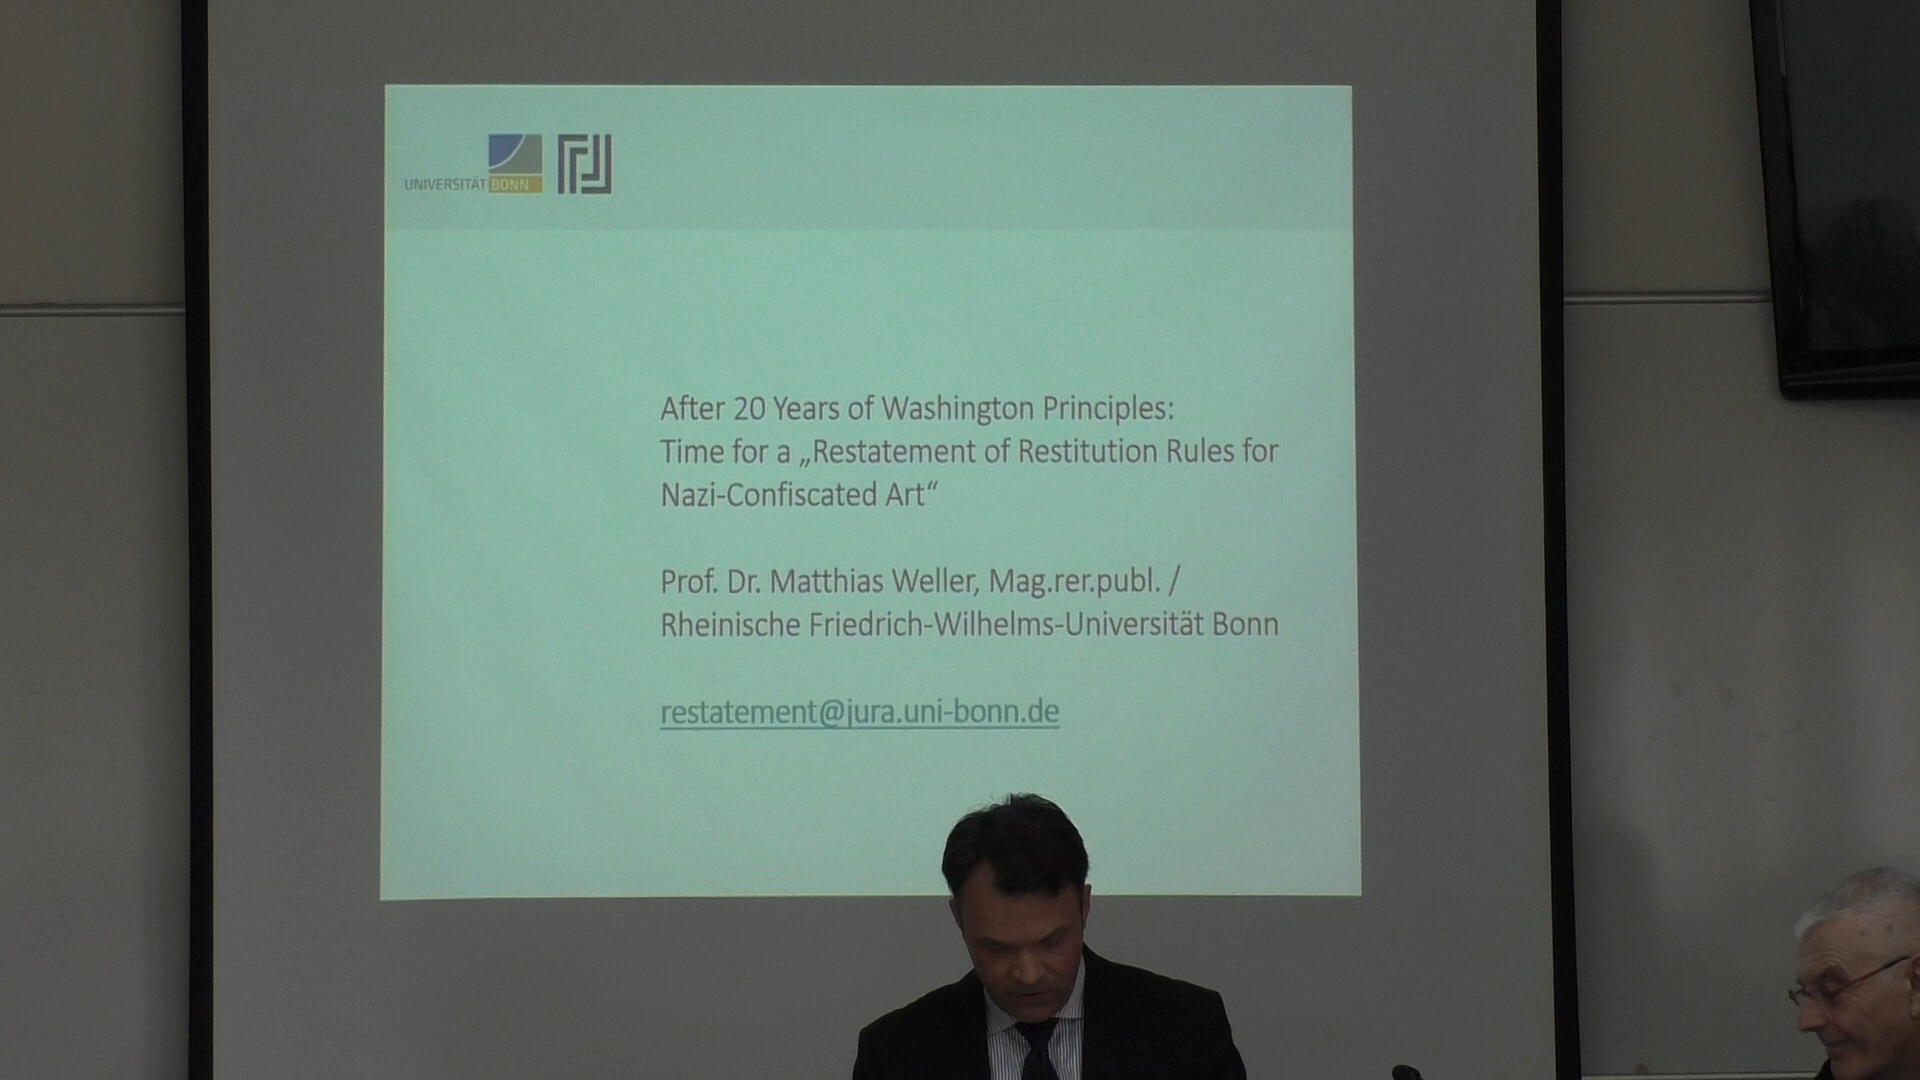 UNIVERSITÄT BONN
After 20 Years of Washington Principles:
Time for a „Restatement of Restitution Rules for
Nazi-Confiscated Art“
Prof. Dr. Matthias Weller, Mag.rer.publ. /
Rheinische Friedrich-Wilhelms-Universität Bonn
restatement@jura.uni-bonn.de